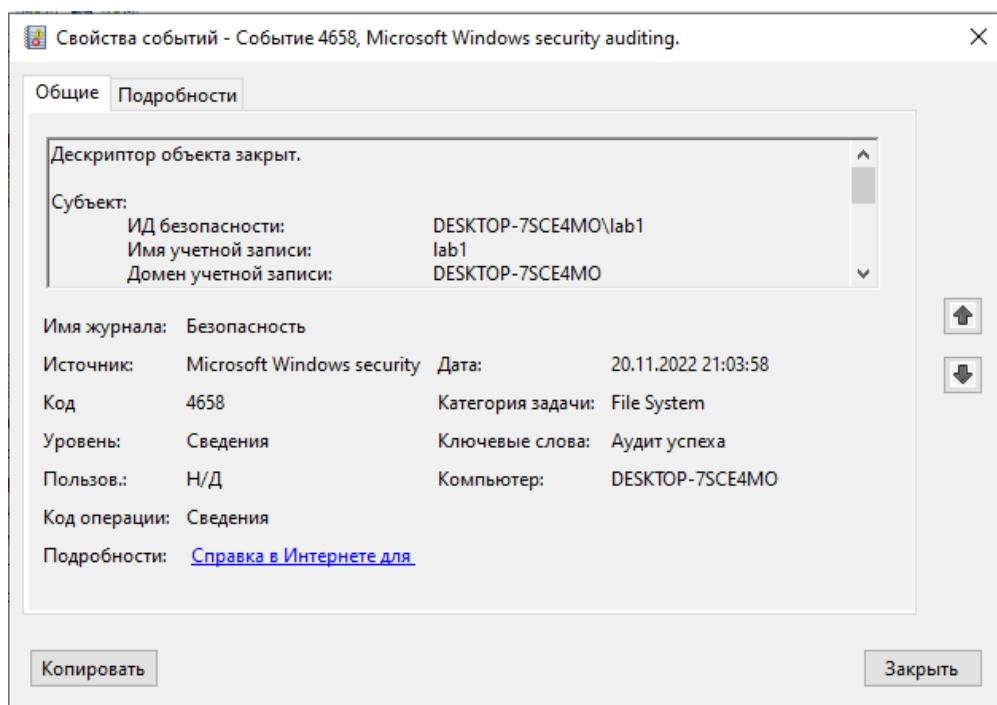 Свойства событий - Событие 4658, Microsoft Windows security auditing.
Общие Подробности
Дескриптор объекта закрыт.
Субъект:
ИД безопасности: DESKTOP-7SCE4MO\lab1
Имя учетной записи: lab1
Домен учетной записи: DESKTOP-7SCE4MO
Имя журнала: Безопасность
Источник: Microsoft Windows security Дата: 20.11.2022 21:03:58
Код 4658 Категория задачи: File System
Уровень: Сведения Ключевые слова: Аудит успеха
Пользов.: Н/Д Компьютер: DESKTOP-7SCE4MO
Код операции: Сведения
Подробности: Справка в Интернете для
Копировать Закрыть